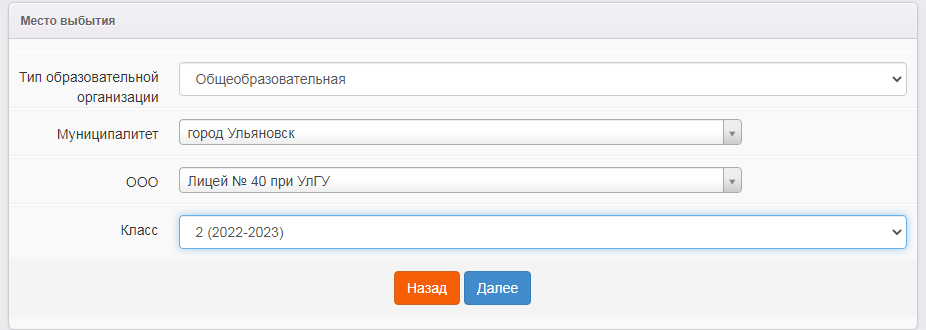 Место выбытия
Тип образовательной
организации
Общеобразовательная
Муниципалитет
город Ульяновск
ООО
Лицей № 40 при УлГУ
Класс
2 (2022-2023)
Назад
Далее